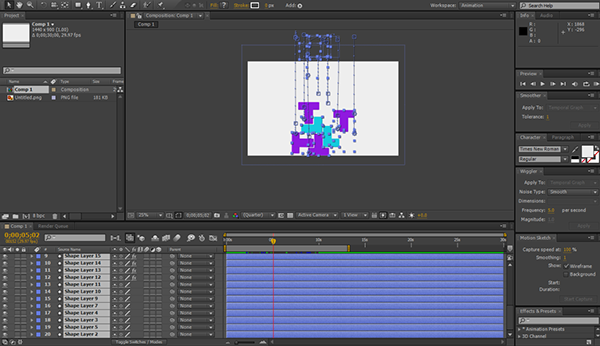 Fill: ?
Stroke:
px
Add:
Workspace: Animation
Search Help
Project
Comp 1
1440 x 900 (1.00)
Δ 0;00;30;00, 29.97 fps
Name
Type
Size
Comp 1
Composition
Untitled.png
PNG File
181 KB
8 bpc
Composition: Comp 1
Comp 1
25%
0;00;05;02
(Quarter)
Active Camera
1 View
+0.0
Info
R :
G :
B :
A : 0
X : 1868
Y : -296
Preview
Smoother
Apply To: Temporal Graph
Tolerance: 1
Apply
Character
Paragraph
Times New Roman
Regular
Wiggler
Apply To: Temporal Graph
Noise Type: Smooth
Dimensions:
Frequency: 5.0 per second
Magnitude: 1.0
Apply
Motion Sketch
Capture speed at: 100 %
Smoothing: 1
Show: Wireframe
Background
Start:
Duration:
Start Capture
Effects & Presets
* Animation Presets
3D Channel
Comp 1
Render Queue
0;00;05;02
Source Name
Parent
10s
15s
20s
25s
30s
9 Shape Layer 15 None
10 Shape Layer 14 None
11 Shape Layer 13 None
12 Shape Layer 12 None
13 Shape Layer 11 None
14 Shape Layer 10 None
15 Shape Layer 9 None
16 Shape Layer 7 None
17 Shape Layer 4 None
18 Shape Layer 3 None
19 Shape Layer 5 None
20 Shape Layer 2 None
Toggle Switches / Modes